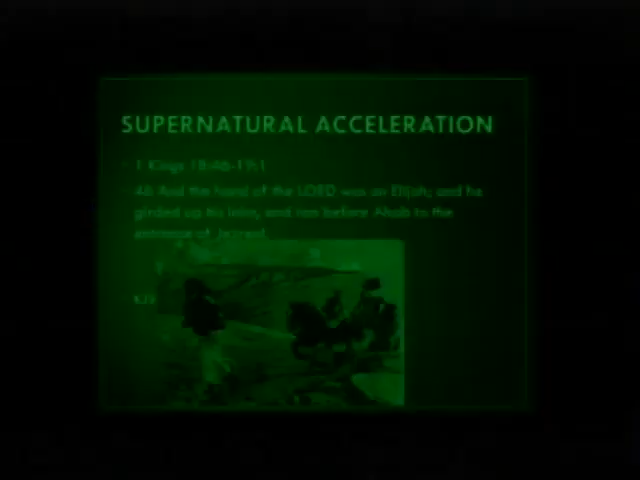 SUPERNATURAL ACCELERATION
1 Kings 18:46-19:1
46 And the hand of the LORD was on Elijah; and he
girded up his loins, and ran before Ahab to the
entrance of Jezreel.
KJV